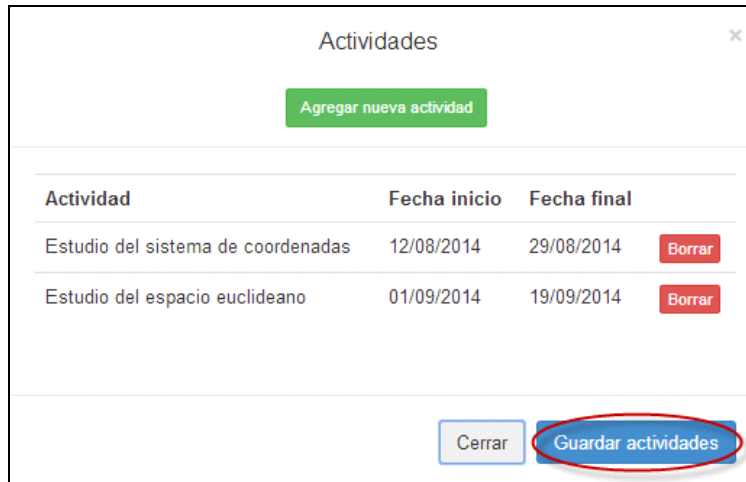 Actividades
×
Agregar nueva actividad
Actividad Fecha inicio Fecha final
Estudio del sistema de coordenadas 12/08/2014 29/08/2014 Borrar
Estudio del espacio euclideano 01/09/2014 19/09/2014 Borrar
Cerrar Guardar actividades